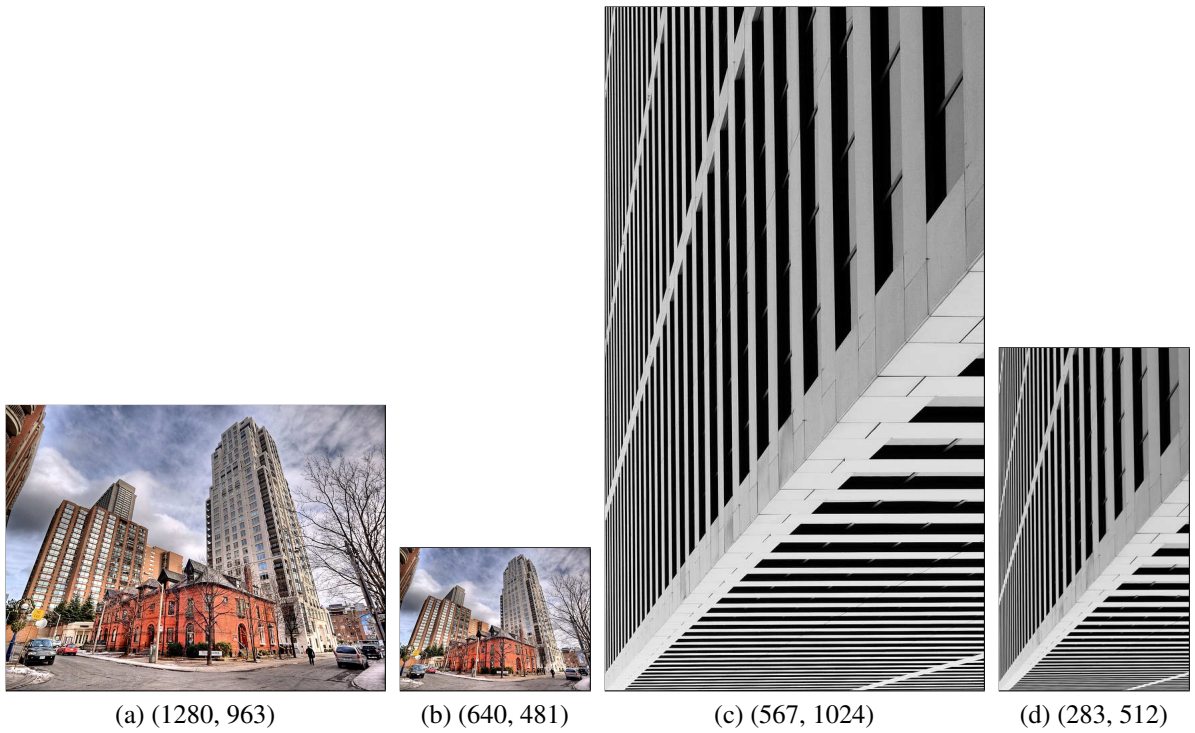 (a) (1280, 963)
(b) (640, 481)
(c) (567, 1024)
(d) (283, 512)